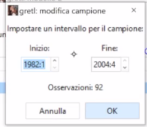 gretl: modifica campione
Impostare un intervallo per il campione:
Inizio: Fine:
1982:1 2004:4
Osservazioni: 92
Annulla OK